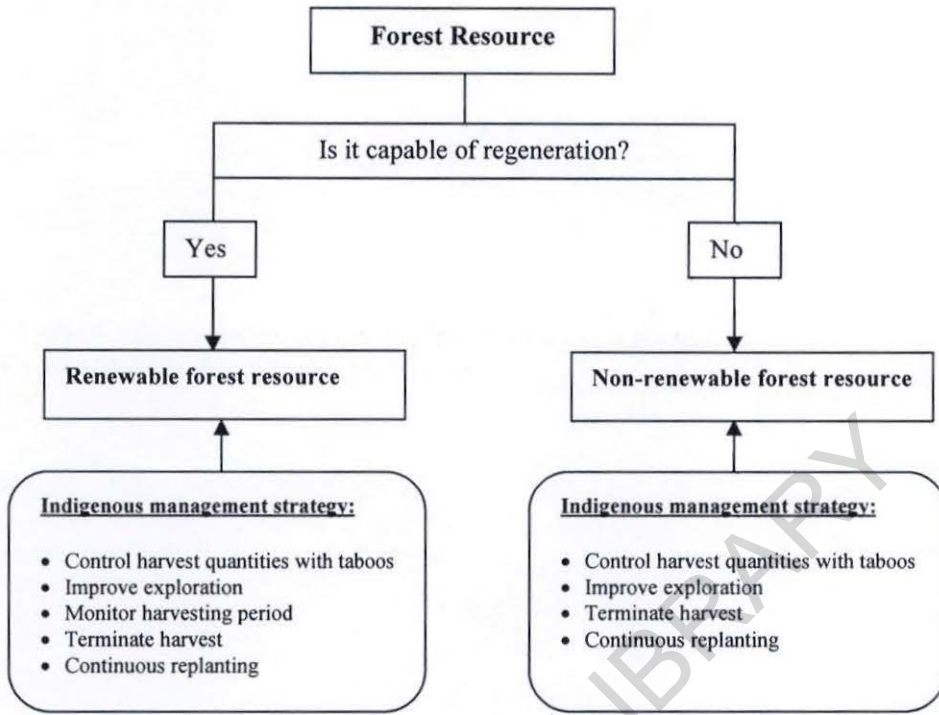 Forest Resource
Is it capable of regeneration?
Yes
No
Renewable forest resource
Non-renewable forest resource
Indigenous management strategy:
• Control harvest quantities with taboos
• Improve exploration
• Monitor harvesting period
• Terminate harvest
• Continuous replanting
Indigenous management strategy:
• Control harvest quantities with taboos
• Improve exploration
• Terminate harvest
• Continuous replanting